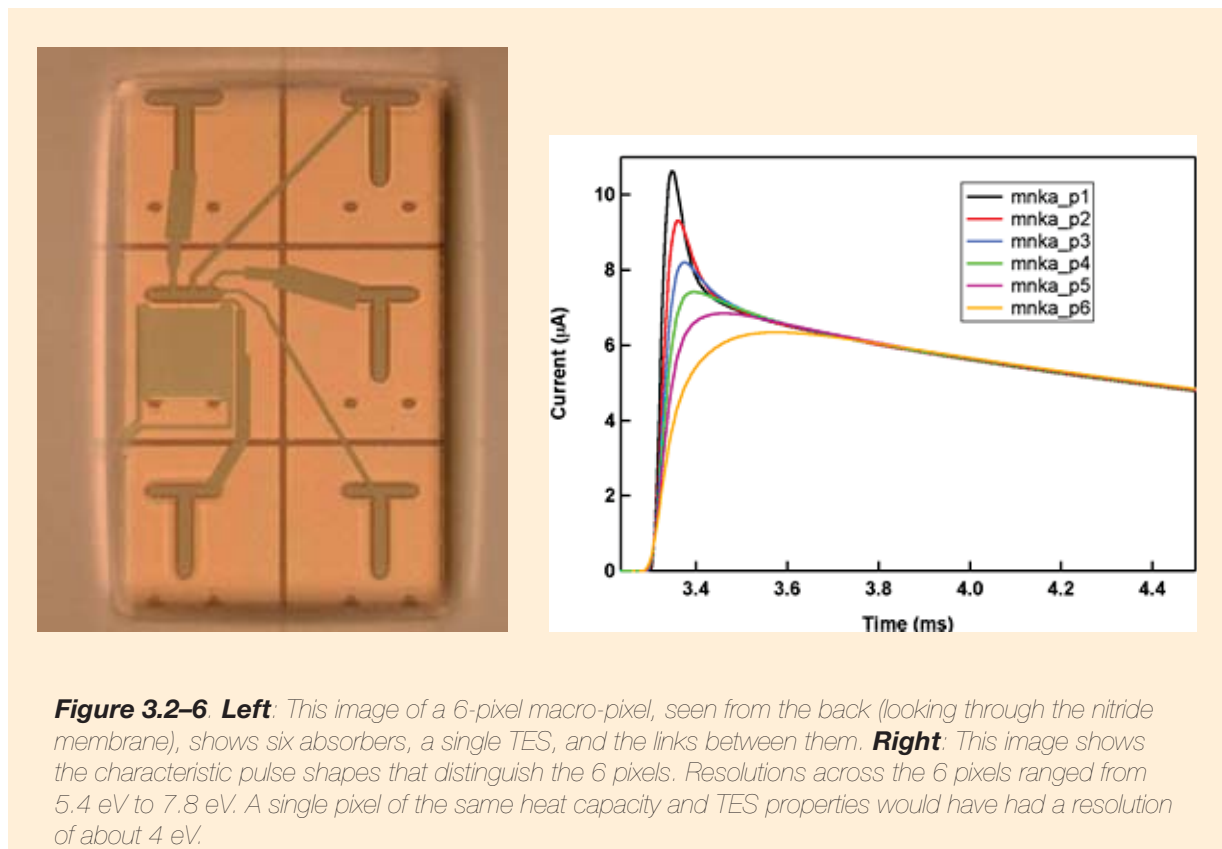 10
8
6
4
2
0
Current (µA)
mnka_p1
mnka_p2
mnka_p3
mnka_p4
mnka_p5
mnka_p6
3.4 3.6 3.8 4.0 4.2 4.4
Time (ms)
Figure 3.2–6. Left: This image of a 6-pixel macro-pixel, seen from the back (looking through the nitride
membrane), shows six absorbers, a single TES, and the links between them. Right: This image shows
the characteristic pulse shapes that distinguish the 6 pixels. Resolutions across the 6 pixels ranged from
5.4 eV to 7.8 eV. A single pixel of the same heat capacity and TES properties would have had a resolution
of about 4 eV.